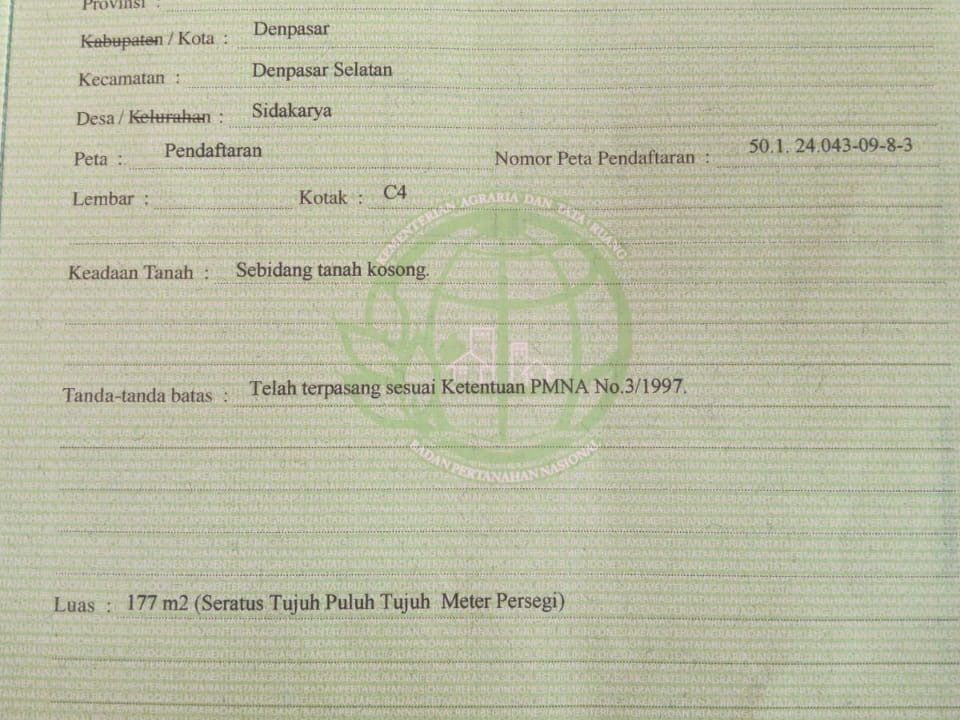 Provinsi :
Kabupaten / Kota : Denpasar
Kecamatan : Denpasar Selatan
Desa / Kelurahan : Sidakarya
Peta : Pendaftaran Nomor Peta Pendaftaran : 50.1. 24.043-09-8-3
Lembar : Kotak : C4
KEMENTERIAN AGRARIA DAN TATA RUANG
Keadaan Tanah : Sebidang tanah kosong.
Tanda-tanda batas : Telah terpasang sesuai Ketentuan PMNA No.3/1997.
BADAN PERTANAHAN NASIONAL
Luas : 177 m2 (Seratus Tujuh Puluh Tujuh Meter Persegi)